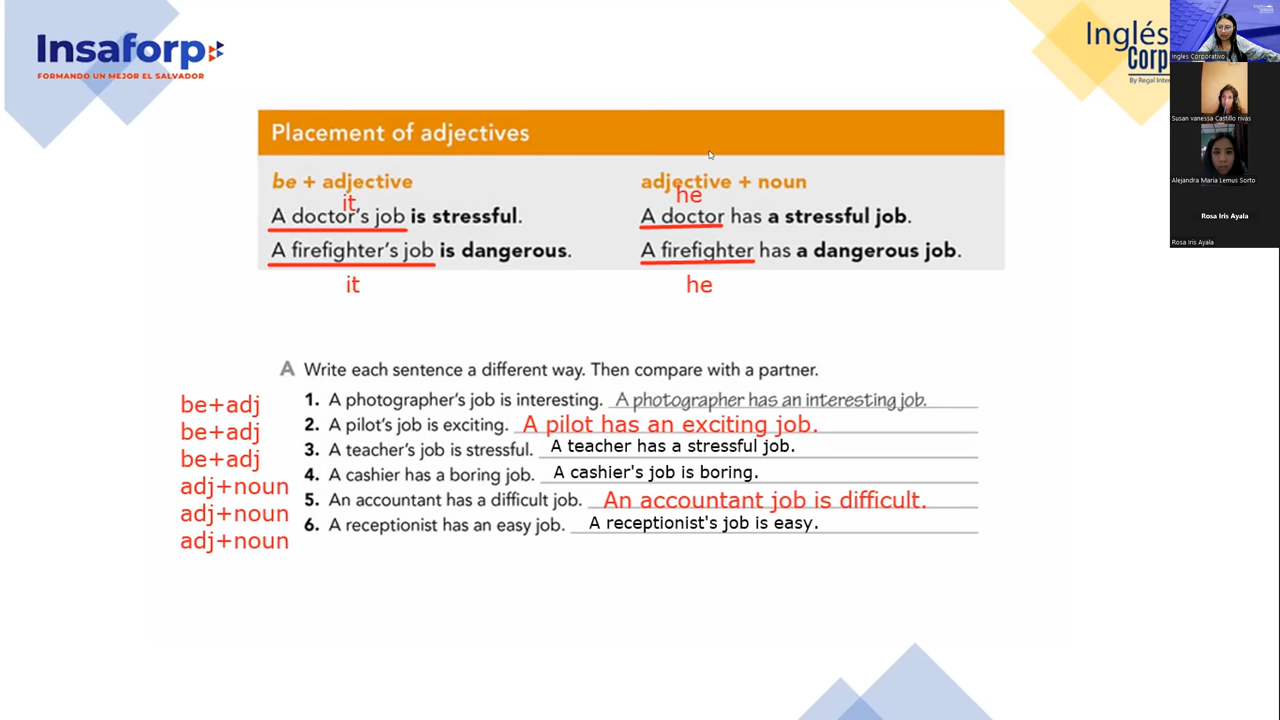 Insaforp
FORMANDO UN MEJOR EL SALVADOR
Inglés
Corp
By Regal Inter
Ingles Corporativo
Susan vanessa Castillo rivas
Alejandra Maria Lemus Sorto
Rosa Iris Ayala
Rosa Iris Ayala
Placement of adjectives
be + adjective
it
A doctor's job is stressful.
A firefighter's job is dangerous.
it
adjective + noun
he
A doctor has a stressful job.
A firefighter has a dangerous job.
he
A Write each sentence a different way. Then compare with a partner.
be+adj 1. A photographer's job is interesting. A photographer has an interesting job.
be+adj 2. A pilot's job is exciting. A pilot has an exciting job.
be+adj 3. A teacher's job is stressful. A teacher has a stressful job.
adj+noun 4. A cashier has a boring job. A cashier's job is boring.
adj+noun 5. An accountant has a difficult job. An accountant job is difficult.
adj+noun 6. A receptionist has an easy job. A receptionist's job is easy.